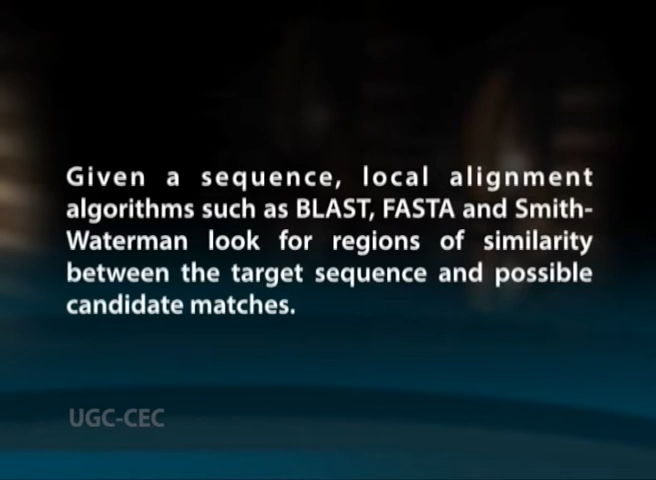 Given a sequence, local alignment
algorithms such as BLAST, FASTA and Smith-
Waterman look for regions of similarity
between the target sequence and possible
candidate matches.
UGC-CEC